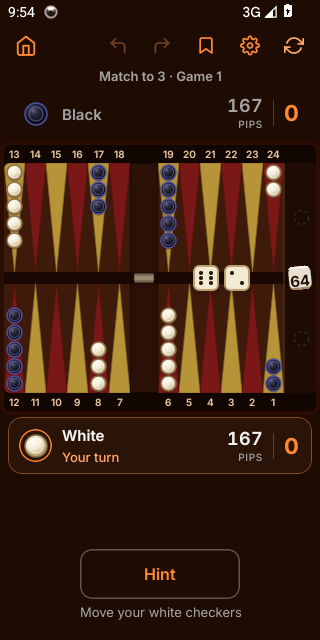 9:54 3G
Match to 3 · Game 1
Black 167 PIPS 0
13 14 15 16 17 18 19 20 21 22 23 24
64
12 11 10 9 8 7 6 5 4 3 2 1
White 167 PIPS 0
Your turn
Hint
Move your white checkers